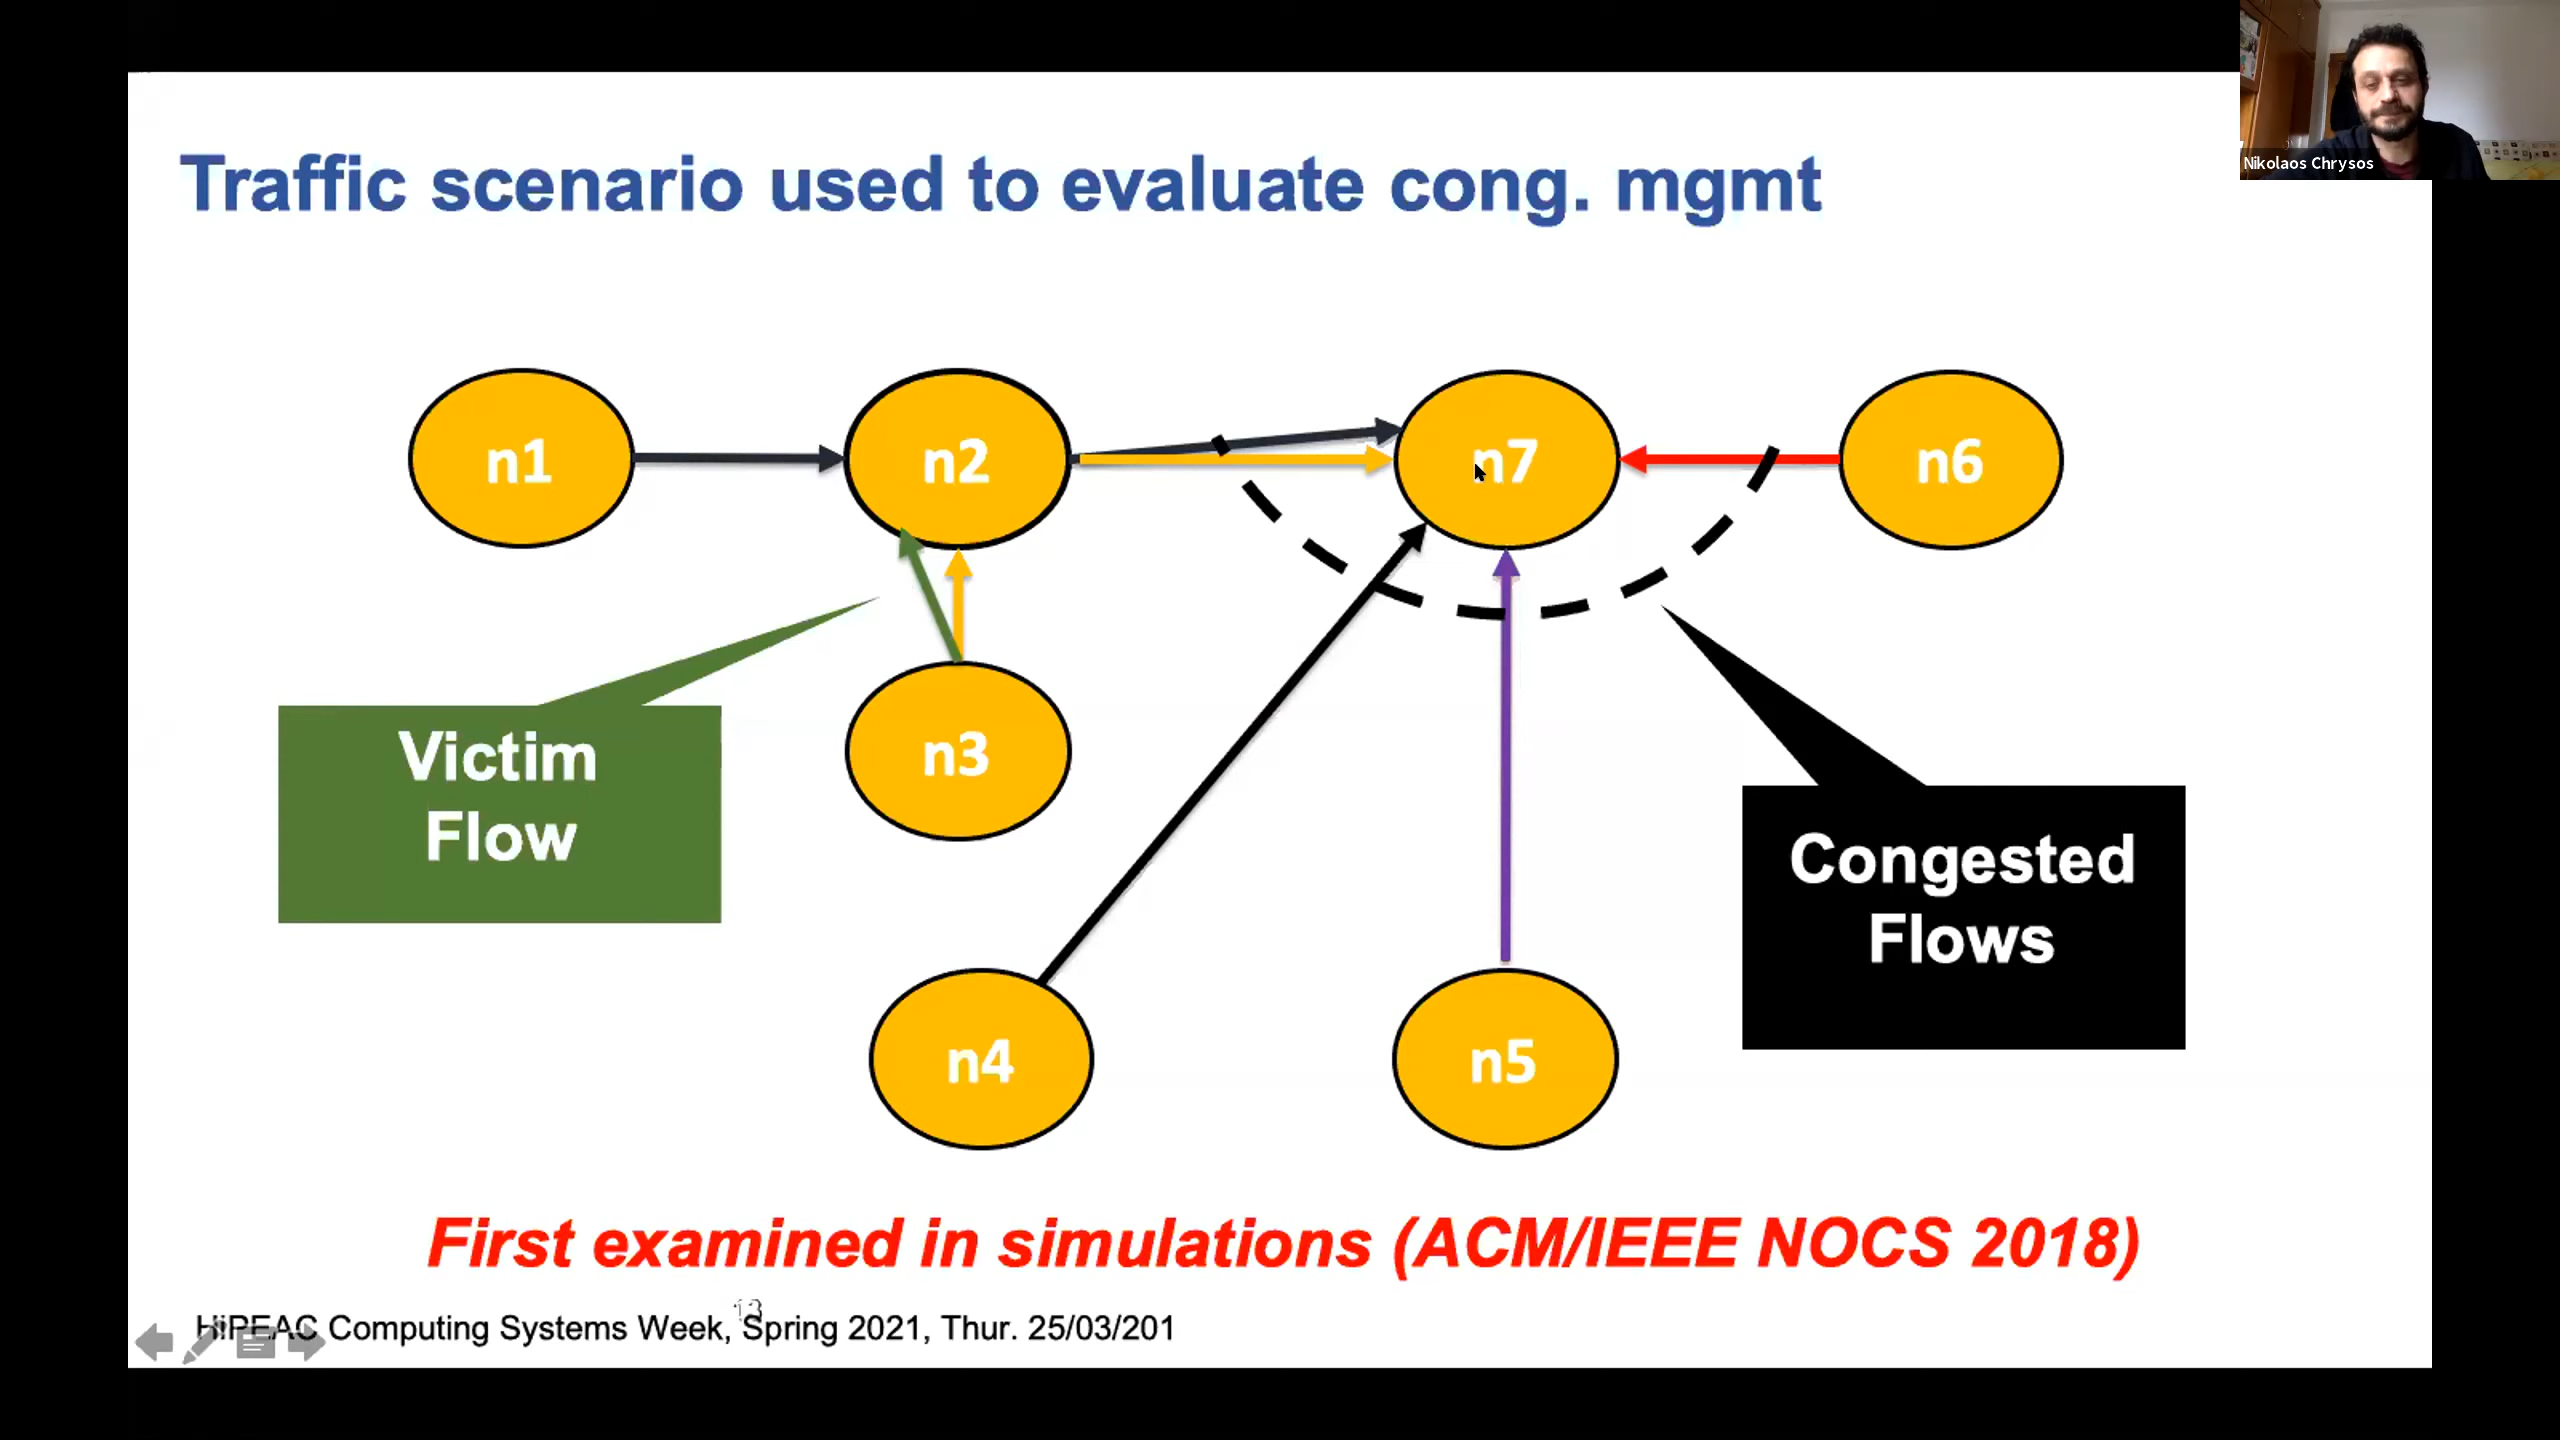 Nikolaos Chrysos
Traffic scenario used to evaluate cong. mgmt
n1
n2
n7
n6
n3
Victim
Flow
Congested
Flows
n4
n5
First examined in simulations (ACM/IEEE NOCS 2018)
13
HiPEAC Computing Systems Week, Spring 2021, Thur. 25/03/201